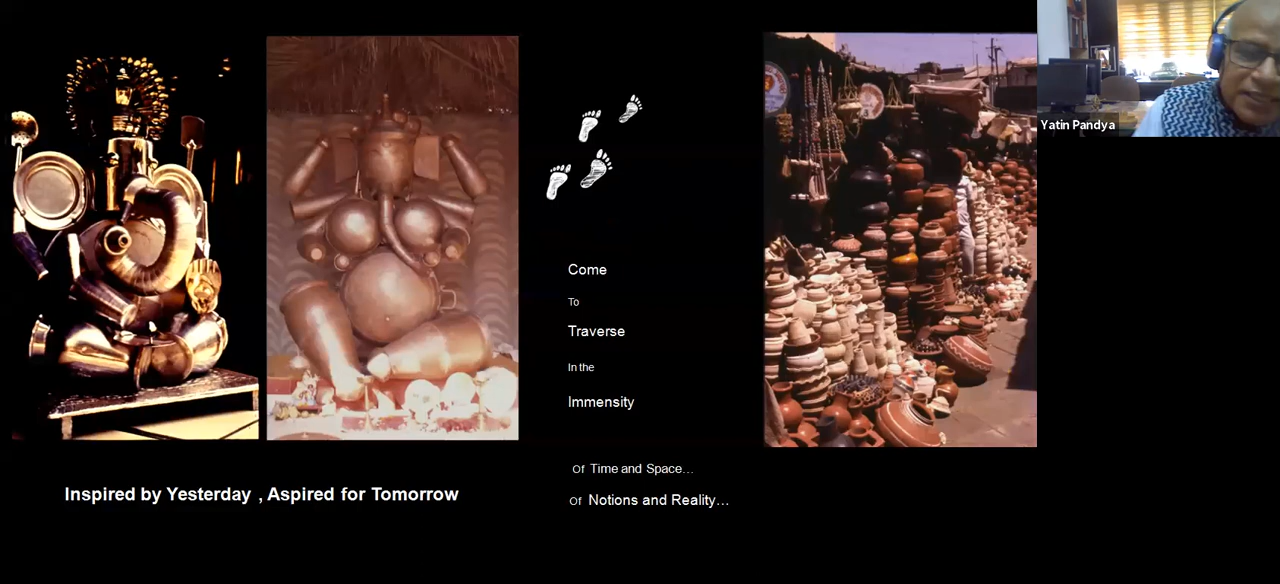 Yatin Pandya
Come
To
Traverse
In the
Immensity
Of Time and Space...
Inspired by Yesterday , Aspired for Tomorrow
Of Notions and Reality...